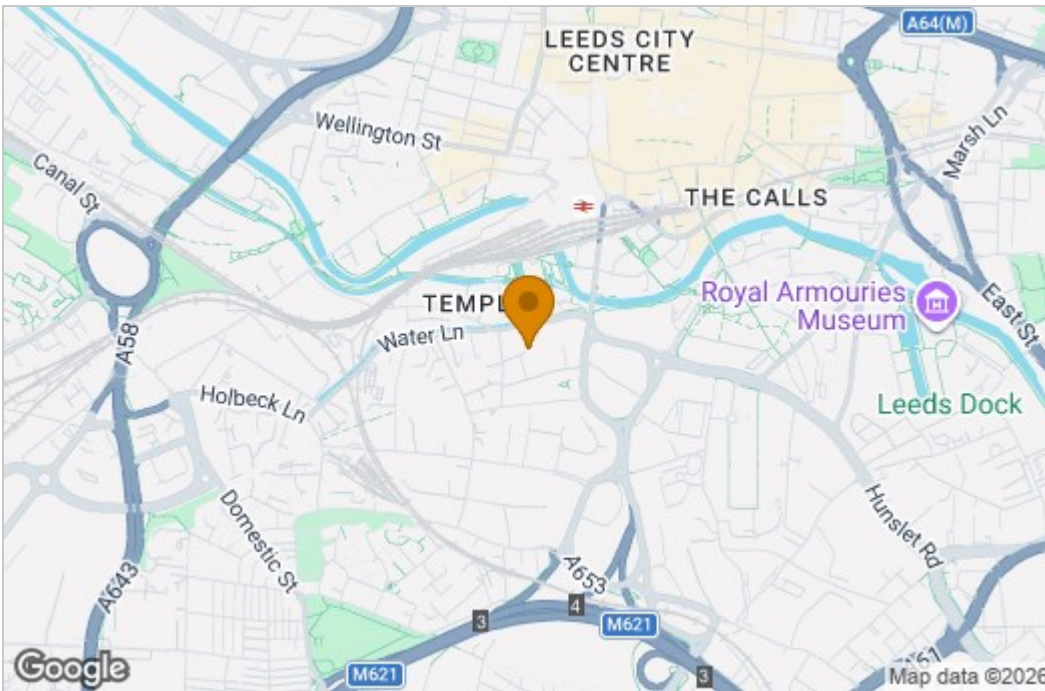 A64(M)
LEEDS CITY
CENTRE
Wellington St
Marsh Ln
Canal St
THE CALLS
Royal Armouries
Museum
East St
TEMPL
Water Ln
A58
Holbeck Ln
Leeds Dock
Domestic St
Hunslet Rd
A643
A653
3
4
M621
M621
3
A61
Google
Map data ©2026